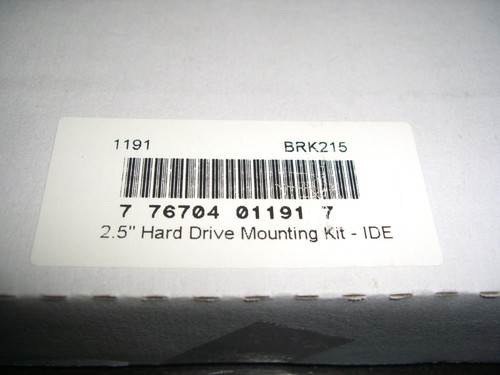 1191 BRK215
7 76704 01191 7
2.5" Hard Drive Mounting Kit - IDE